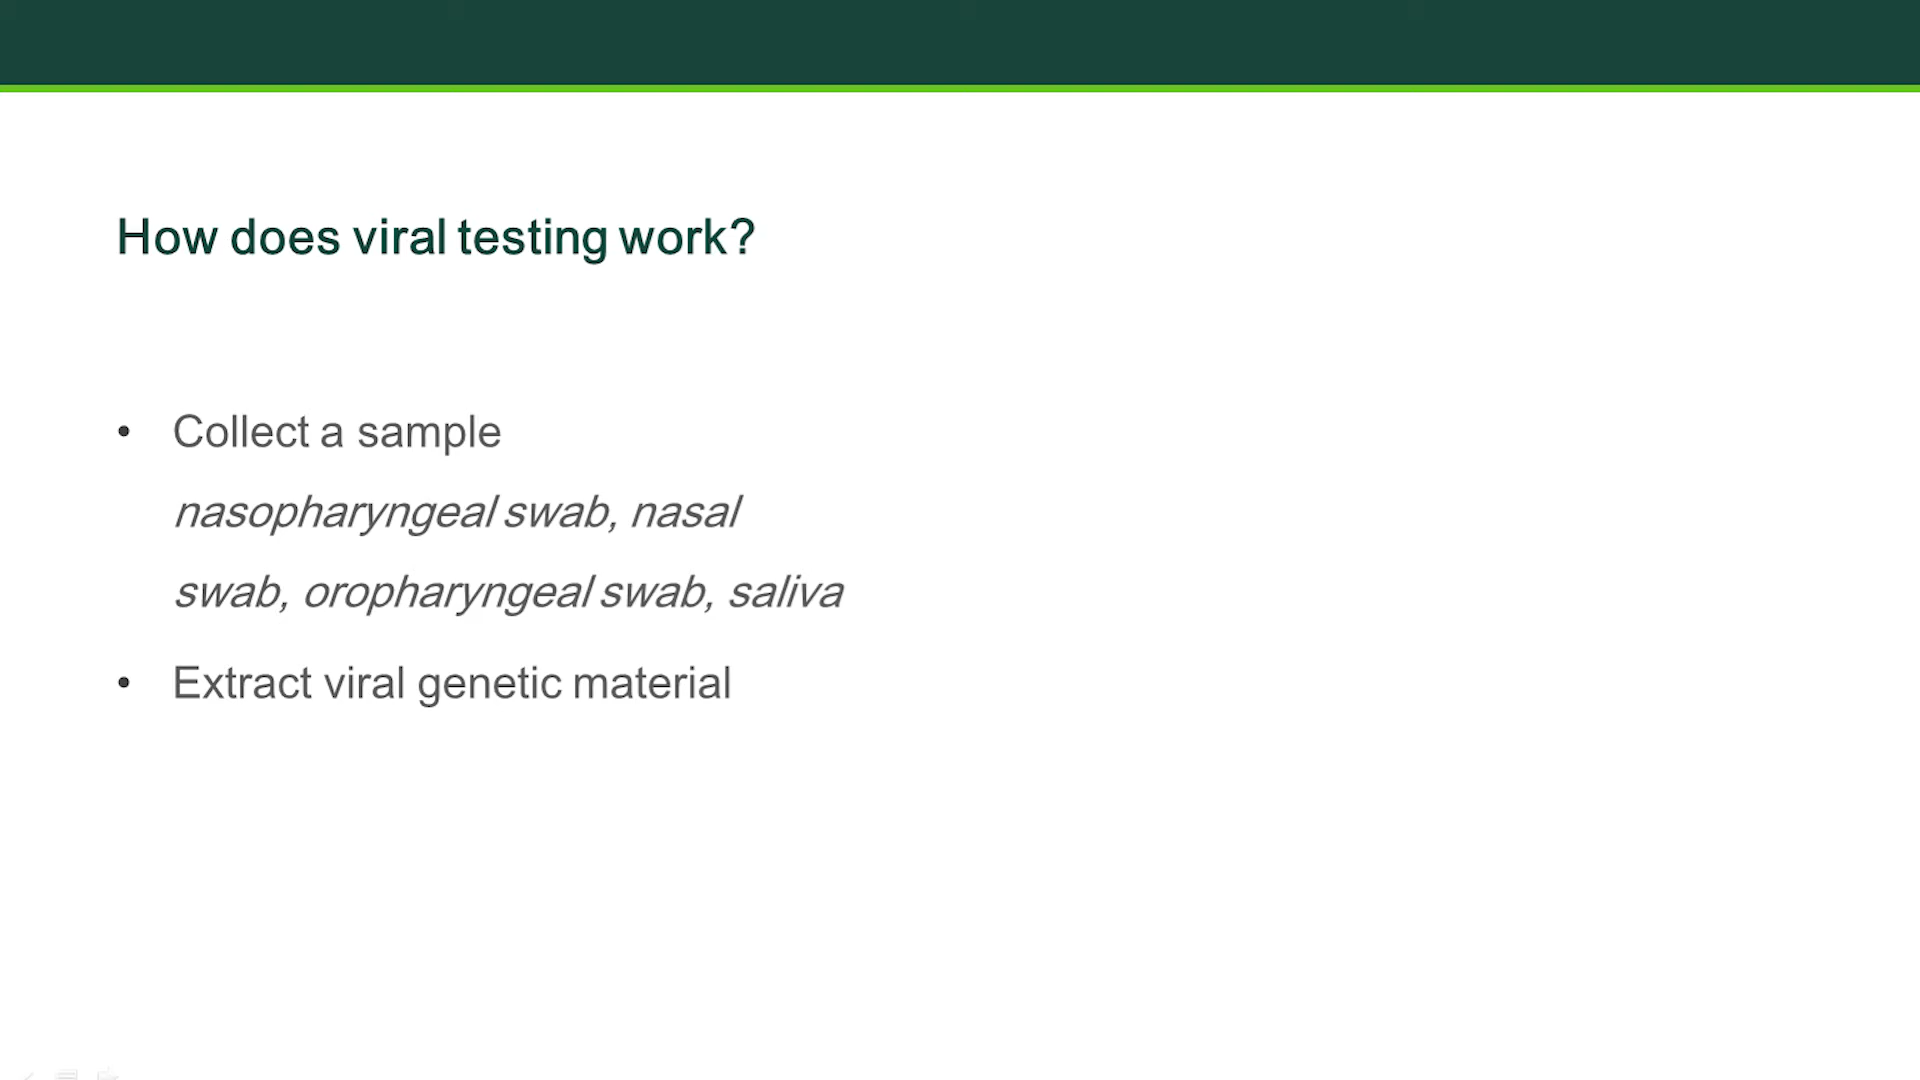 How does viral testing work?
• Collect a sample
nasopharyngeal swab, nasal
swab, oropharyngeal swab, saliva
• Extract viral genetic material